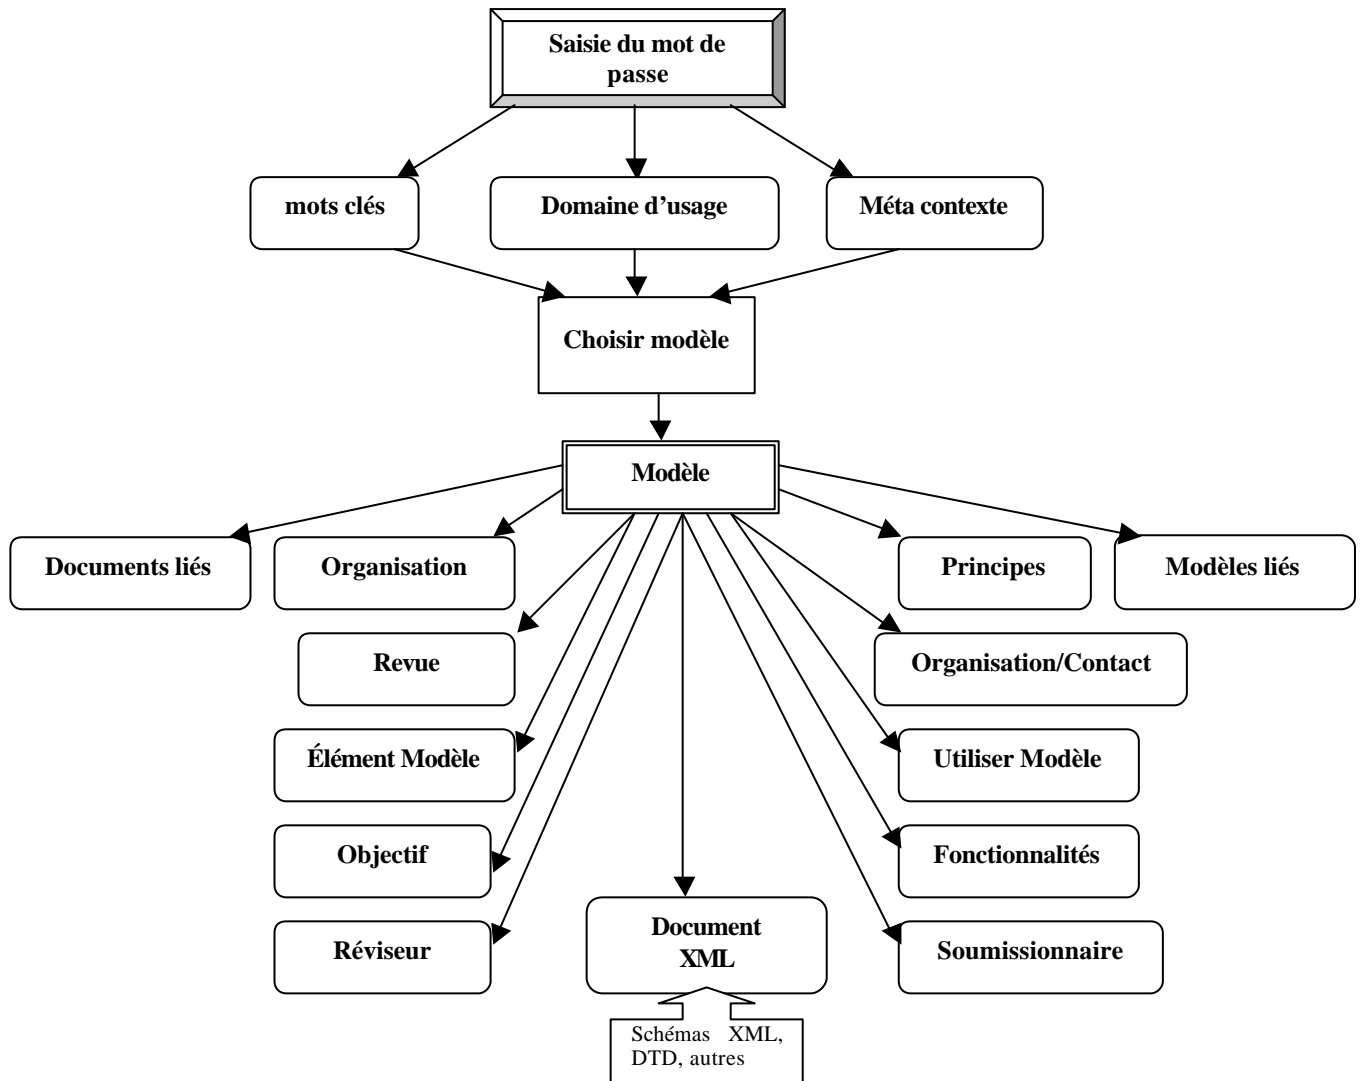 Saisie du mot de
passe
mots clés
Domaine d’usage
Méta contexte
Choisir modèle
Modèle
Documents liés
Organisation
Principes
Modèles liés
Revue
Organisation/Contact
Élément Modèle
Utiliser Modèle
Objectif
Fonctionnalités
Réviseur
Document
XML
Soumissionnaire
Schémas XML,
DTD, autres